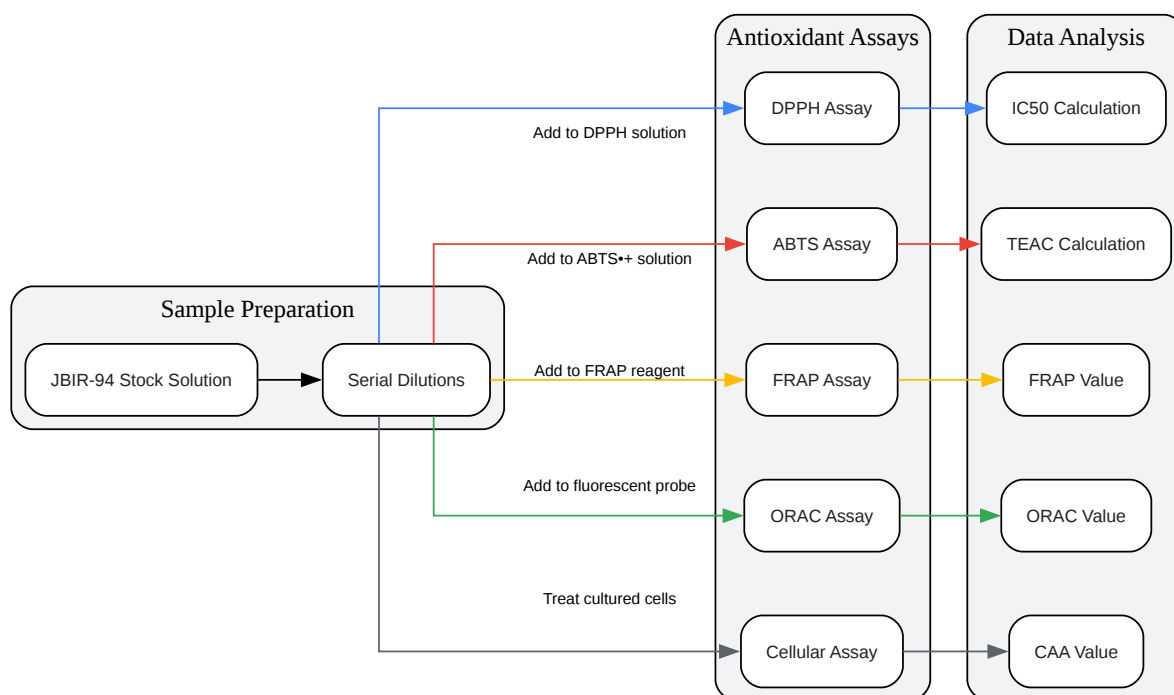 Antioxidant Assays
Data Analysis
DPPH Assay
IC50 Calculation
Add to DPPH solution
ABTS Assay
TEAC Calculation
Add to ABTS•+ solution
Sample Preparation
JBIR-94 Stock Solution
Serial Dilutions
Add to FRAP reagent
FRAP Assay
FRAP Value
Add to fluorescent probe
ORAC Assay
ORAC Value
Treat cultured cells
Cellular Assay
CAA Value